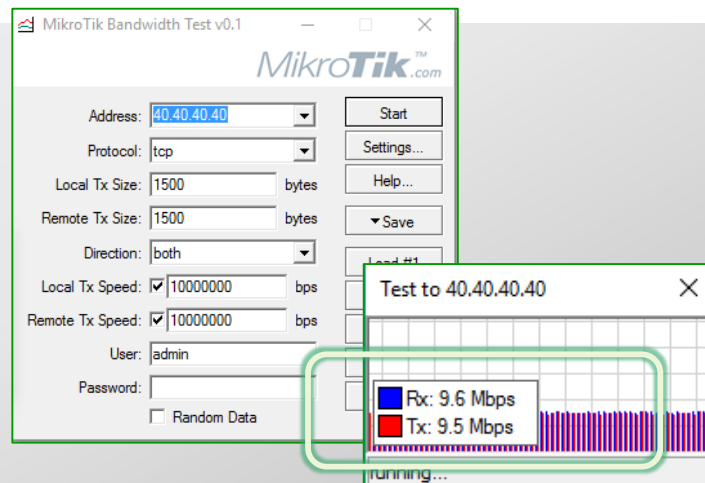 MikroTik Bandwidth Test v0.1
MikroTik™.com
Address: 40.40.40.40
Start
Protocol: tcp
Settings...
Local Tx Size: 1500 bytes
Help...
Remote Tx Size: 1500 bytes
Save
Direction: both
Load #1
Local Tx Speed: 10000000 bps
Remote Tx Speed: 10000000 bps
User: admin
Password:
Random Data
Test to 40.40.40.40
Rx: 9.6 Mbps
Tx: 9.5 Mbps
running...